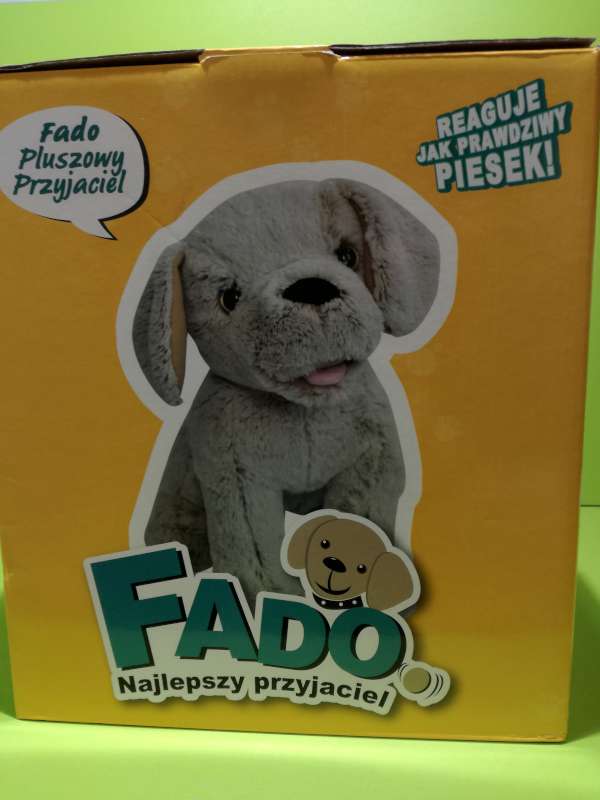 Fado
Pluszowy
Przyjaciel
REAGUJE
JAK PRAWDZIWY
PIESEK!
FADO
Najlepszy przyjaciel